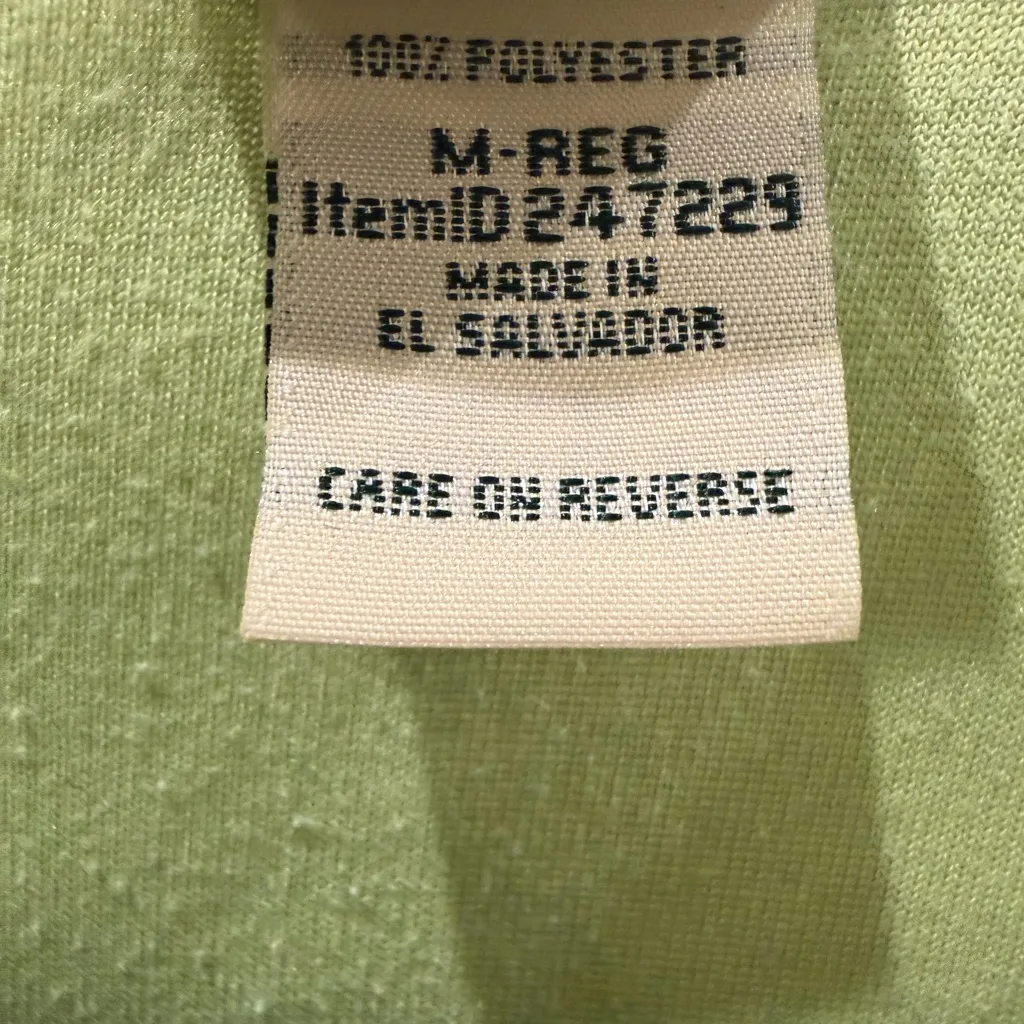 100% POLYESTER
M-REG
ItemID 247229
MADE IN
EL SALVADOR
CARE ON REVERSE